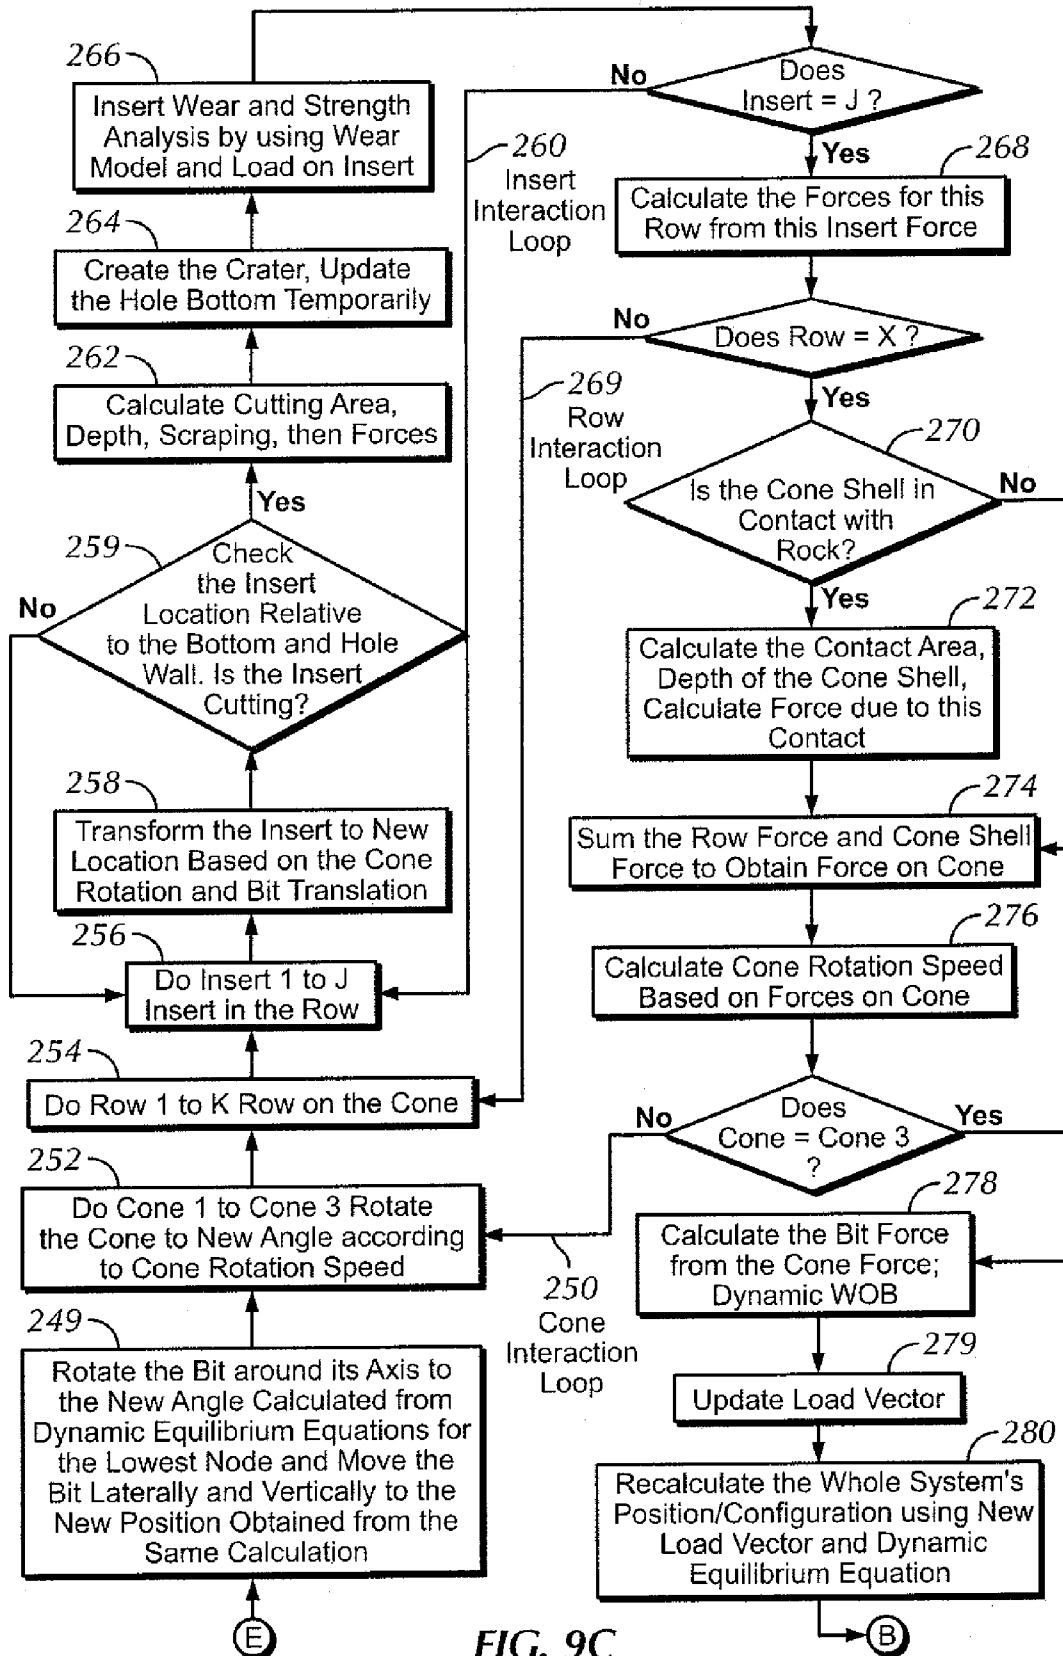 266
Insert Wear and Strength
Analysis by using Wear
Model and Load on Insert
264
Create the Crater, Update
the Hole Bottom Temporarily
262
Calculate Cutting Area,
Depth, Scraping, then Forces
Yes
259
No
Check
the Insert
Location Relative
to the Bottom and Hole
Wall. Is the Insert
Cutting?
258
Transform the Insert to New
Location Based on the Cone
Rotation and Bit Translation
256
Do Insert 1 to J
Insert in the Row
254
Do Row 1 to K Row on the Cone
252
Do Cone 1 to Cone 3 Rotate
the Cone to New Angle according
to Cone Rotation Speed
249
Rotate the Bit around its Axis to
the New Angle Calculated from
Dynamic Equilibrium Equations for
the Lowest Node and Move the
Bit Laterally and Vertically to the
New Position Obtained from the
Same Calculation
E
No
Does
Insert = J ?
Yes
260
Insert
Interaction
Loop
268
Calculate the Forces for this
Row from this Insert Force
No
Does Row = X ?
Yes
269
Row
Interaction
Loop
270
Is the Cone Shell in
Contact with
Rock?
No
Yes
272
Calculate the Contact Area,
Depth of the Cone Shell,
Calculate Force due to this
Contact
274
Sum the Row Force and Cone Shell
Force to Obtain Force on Cone
276
Calculate Cone Rotation Speed
Based on Forces on Cone
No
Does
Cone = Cone 3
?
Yes
250
Cone
Interaction
Loop
278
Calculate the Bit Force
from the Cone Force;
Dynamic WOB
279
Update Load Vector
280
Recalculate the Whole System's
Position/Configuration using New
Load Vector and Dynamic
Equilibrium Equation
B
FIG. 9C